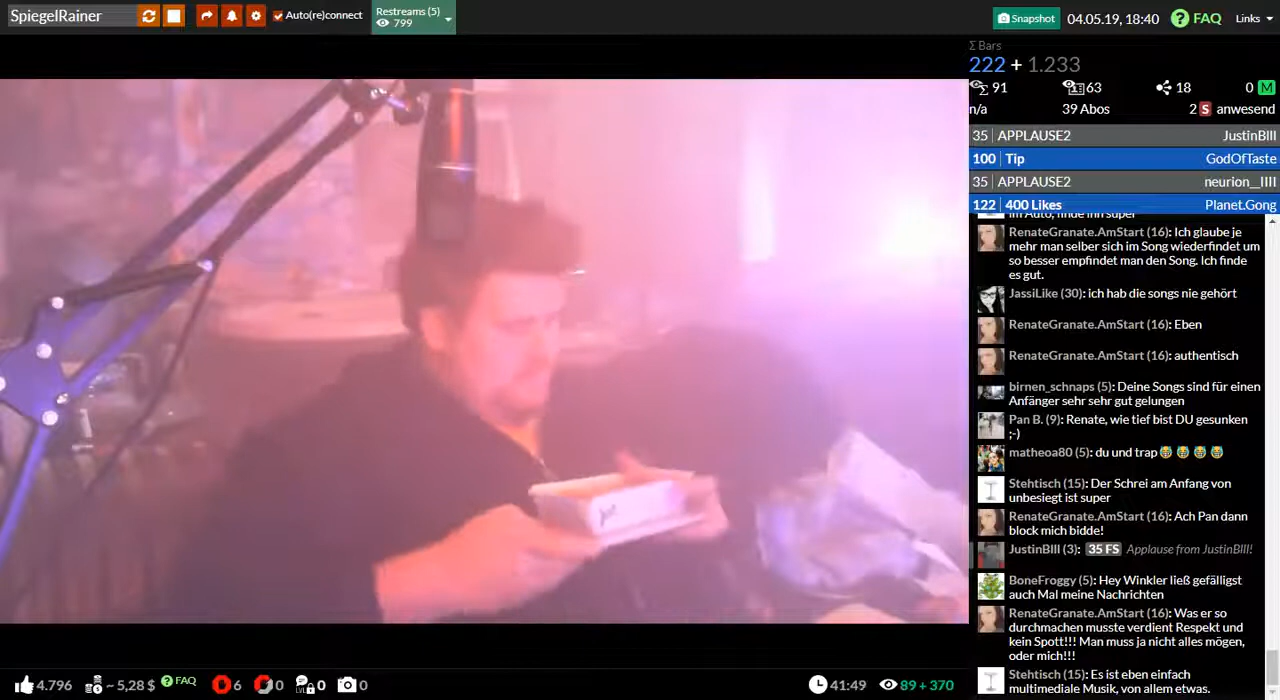 SpiegelRainer
Auto(re)connect
Restreams (5)
799
Snapshot
04.05.19, 18:40
FAQ
Links
Σ Bars
222 + 1.233
91
63
18
0 M
n/a
39 Abos
2 S anwesend
35 APPLAUSE2 JustinBIII
100 Tip GodOfTaste
35 APPLAUSE2 neurion__IIII
122 400 Likes Planet.Gong
im Auto, finde ihn super
RenateGranate.AmStart (16): Ich glaube je
mehr man selber sich im Song wiederfindet um
so besser empfindet man den Song. Ich finde
es gut.
JassiLike (30): ich hab die songs nie gehört
RenateGranate.AmStart (16): Eben
RenateGranate.AmStart (16): authentisch
birnen_schnaps (5): Deine Songs sind für einen
Anfänger sehr sehr gut gelungen
Pan B. (9): Renate, wie tief bist DU gesunken
;-)
matheoa80 (5): du und trap 😹 😹 😹 😹
Stehtisch (15): Der Schrei am Anfang von
unbesiegt ist super
RenateGranate.AmStart (16): Ach Pan dann
block mich bidde!
JustinBIII (3): 35 FS Applause from JustinBIII!
BoneFroggy (5): Hey Winkler ließ gefälligst
auch Mal meine Nachrichten
RenateGranate.AmStart (16): Was er so
durchmachen musste verdient Respekt und
kein Spott!!! Man muss ja nicht alles mögen,
oder mich!!!
Stehtisch (15): Es ist eben einfach
multimediale Musik, von allem etwas.
4.796
~ 5,28 $
FAQ
6
0
LVL
0
0
41:49
89 + 370